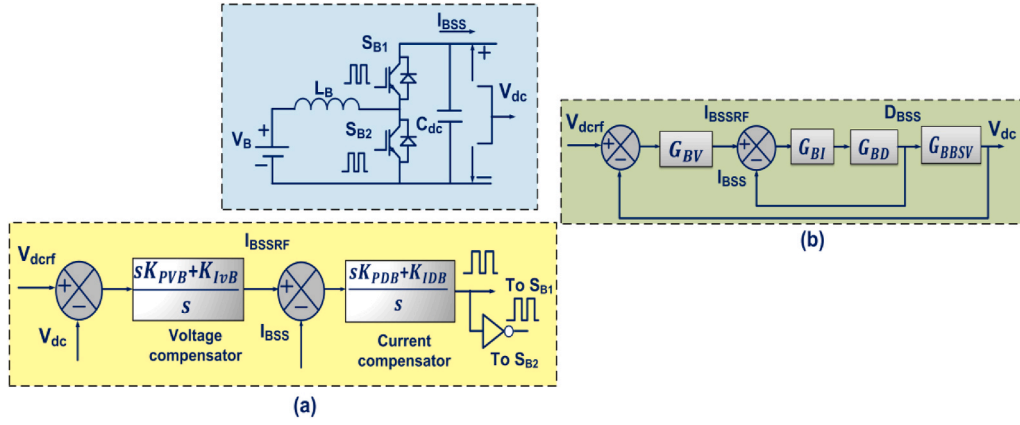 I_BSS
S_B1
+
L_B
V_dc
C_dc
V_B
+
S_B2
−
−
V_dcrf
+
−
G_BV
I_BSSRF
+
−
I_BSS
G_BI
G_BD
D_BSS
G_BBSV
V_dc
(b)
V_dcrf
+
−
V_dc
sK_PVB+K_IvB
s
Voltage
compensator
I_BSSRF
+
−
I_BSS
sK_PDB+K_IDB
s
Current
compensator
To S_B1
To S_B2
(a)